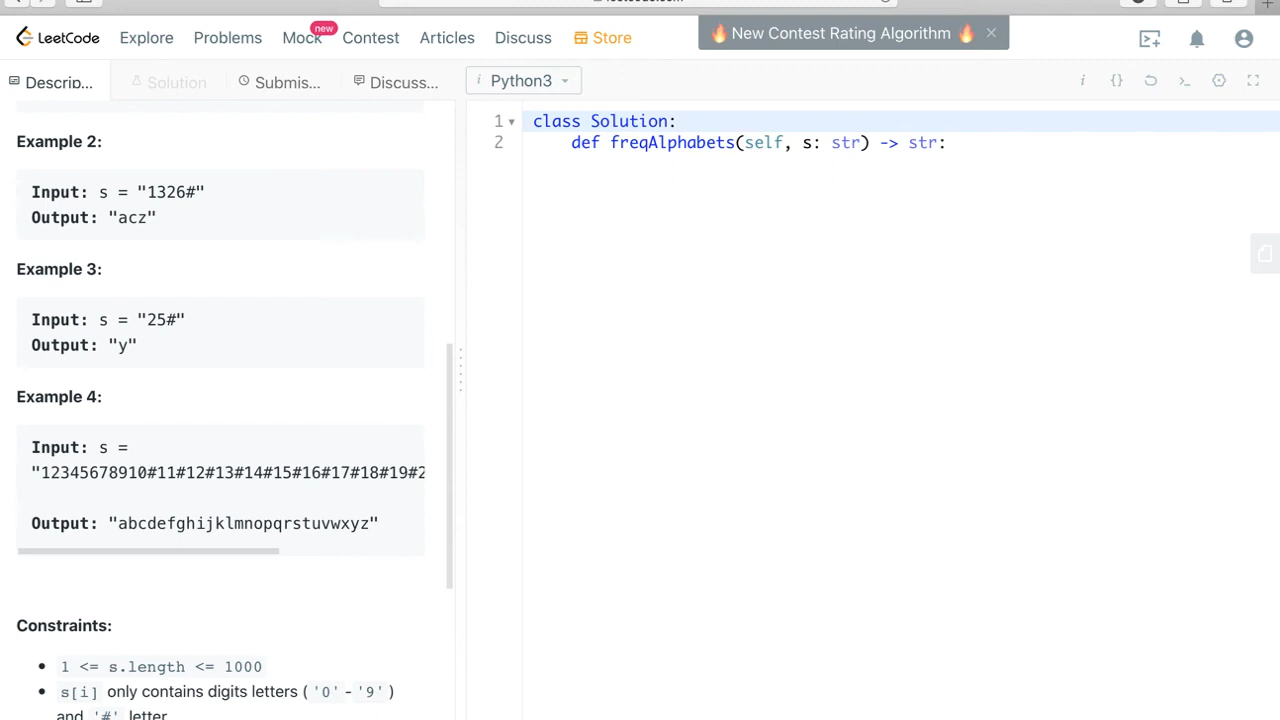 LeetCode Explore Problems Mock new Contest Articles Discuss Store
🔥 New Contest Rating Algorithm 🔥 ×
Descrip... Solution Submis... Discuss... i Python3 i {}
Example 2:
Input: s = "1326#"
Output: "acz"
Example 3:
Input: s = "25#"
Output: "y"
Example 4:
Input: s =
"12345678910#11#12#13#14#15#16#17#18#19#2
Output: "abcdefghijklmnopqrstuvwxyz"
Constraints:
1 <= s.length <= 1000
s[i] only contains digits letters ('0'-'9')
and '#' letter
1 class Solution:
2 def freqAlphabets(self, s: str) -> str: